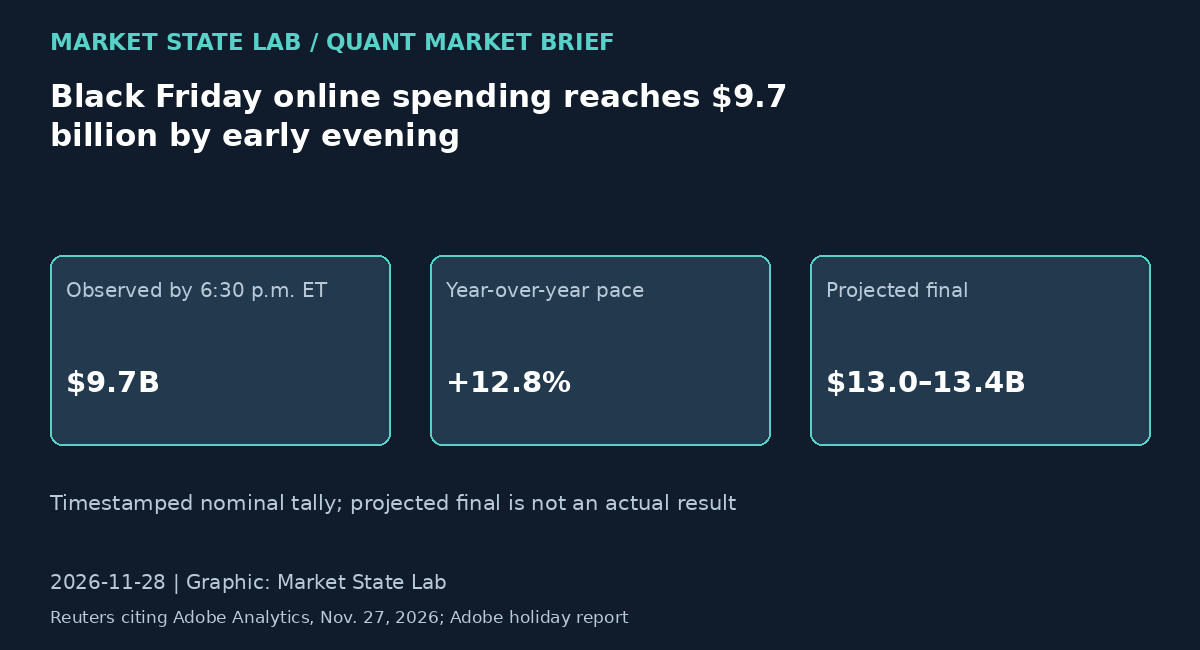 MARKET STATE LAB / QUANT MARKET BRIEF
Black Friday online spending reaches $9.7
billion by early evening
Observed by 6:30 p.m. ET
$9.7B
Year-over-year pace
+12.8%
Projected final
$13.0–13.4B
Timestamped nominal tally; projected final is not an actual result
2026-11-28 | Graphic: Market State Lab
Reuters citing Adobe Analytics, Nov. 27, 2026; Adobe holiday report